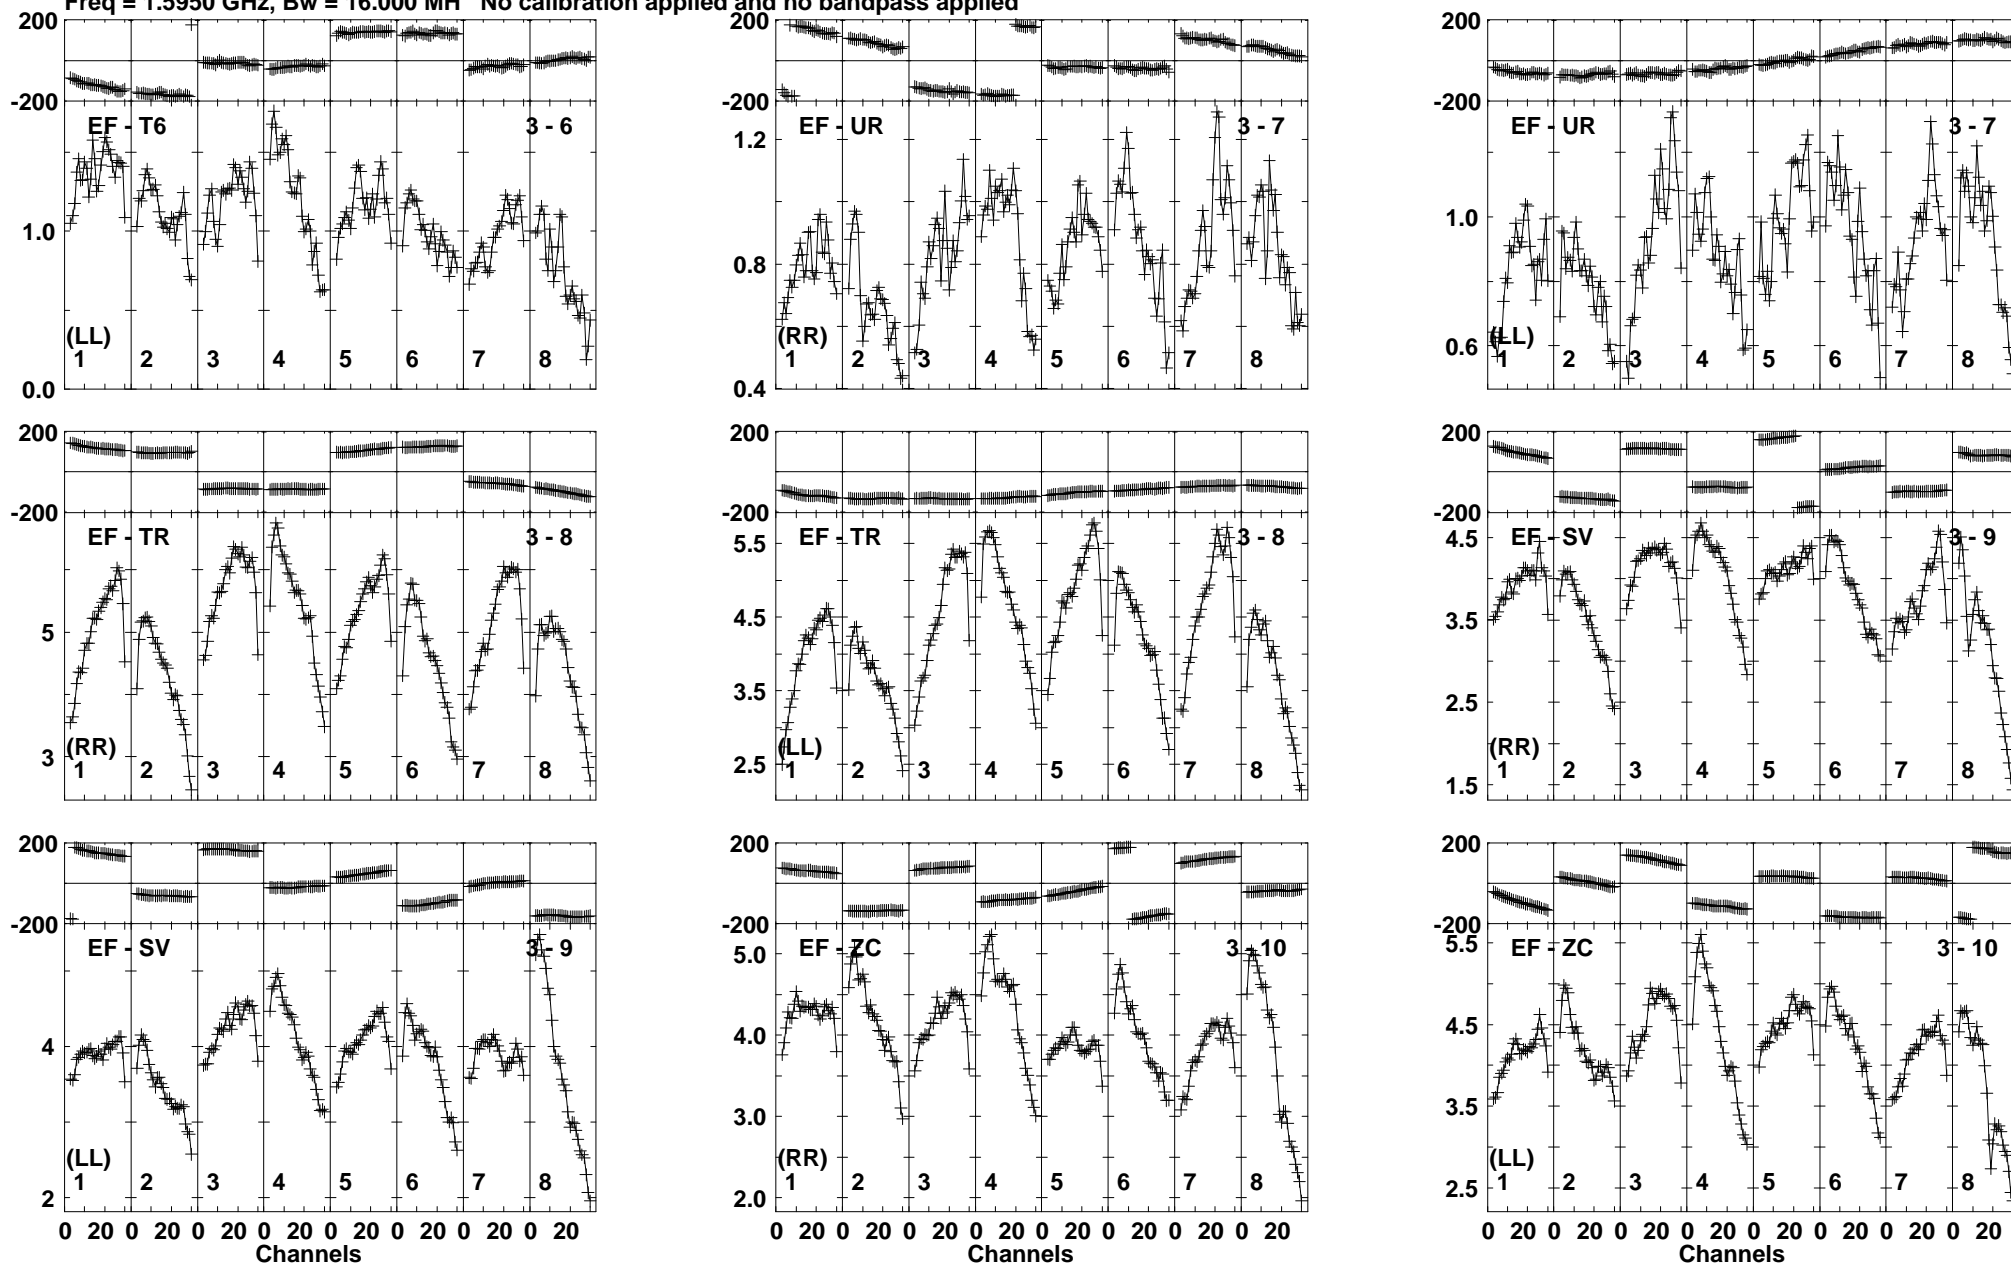 Freq = 1.5950 GHz, Bw = 16.000 MH No calibration applied and no bandpass applied
200 200 200
-200 -200 -200
EF - T6 3 - 6 EF - UR 3 - 7 EF - UR 3 - 7
1.2
1.0 1.0
0.8
0.6
(LL) (RR) (LL)
1 2 3 4 5 6 7 8 1 2 3 4 5 6 7 8 1 2 3 4 5 6 7 8
0.0 0.4
200 200 200
-200 -200 -200
EF - TR 3 - 8 EF - TR 3 - 8 EF - SV 3 - 9
5.5 4.5
5 4.5 3.5
3.5 2.5
(RR) (LL) (RR)
3 2.5 1.5
1 2 3 4 5 6 7 8 1 2 3 4 5 6 7 8 1 2 3 4 5 6 7 8
200 200 200
-200 -200 -200
EF - SV 3 - 9 EF - ZC 3 - 10 EF - ZC 3 - 10
5.0 5.5
4 4.0 4.5
3.0 3.5
(LL) (RR) (LL)
1 2 3 4 5 6 7 8 1 2 3 4 5 6 7 8 1 2 3 4 5 6 7 8
2 2.0 2.5
0 20 0 20 0 20 0 20 0 20 0 20 0 20 0 20 0 20 0 20 0 20 0 20 0 20 0 20 0 20 0 20 0 20 0 20 0 20 0 20 0 20 0 20 0 20 0 20
Channels Channels Channels